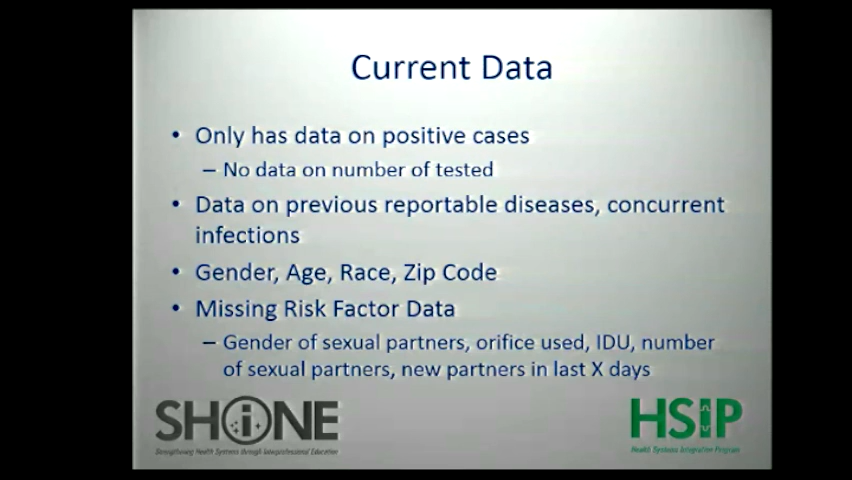 Current Data
• Only has data on positive cases
– No data on number of tested
• Data on previous reportable diseases, concurrent
infections
• Gender, Age, Race, Zip Code
• Missing Risk Factor Data
– Gender of sexual partners, orifice used, IDU, number
of sexual partners, new partners in last X days
SHiNE
Strengthening Health Systems through Interprofessional Education
HSiP
Health Systems Integration Program